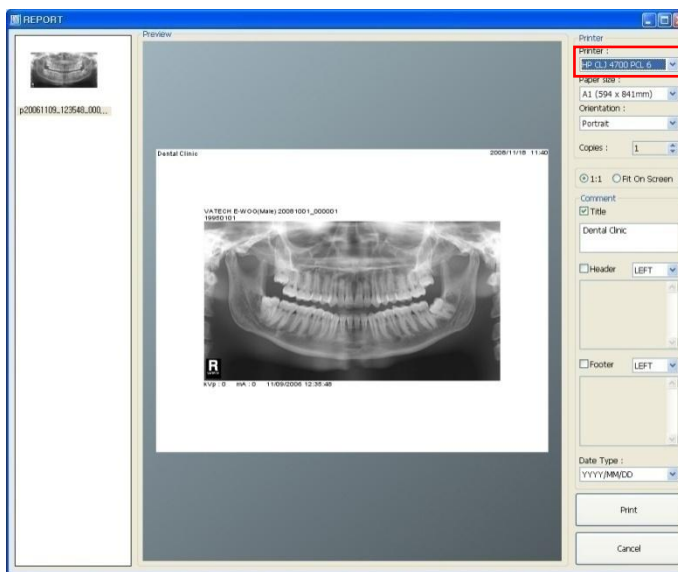 REPORT
p20061109_123548_000,...
Preview
Dental Clinic
2008/11/18 11:40
VATECH E-WOO(Male) 20081001_000001
19950101
R
kVp : 0 mA : 0 11/09/2006 12:35:48
Printer
Printer :
HP CLJ 4700 PCL 6
Paper size :
A1 (594 x 841mm)
Orientation :
Portrait
Copies :
1
1:1
Fit On Screen
Comment
Title
Dental Clinic
Header
LEFT
Footer
LEFT
Date Type :
YYYY/MM/DD
Print
Cancel